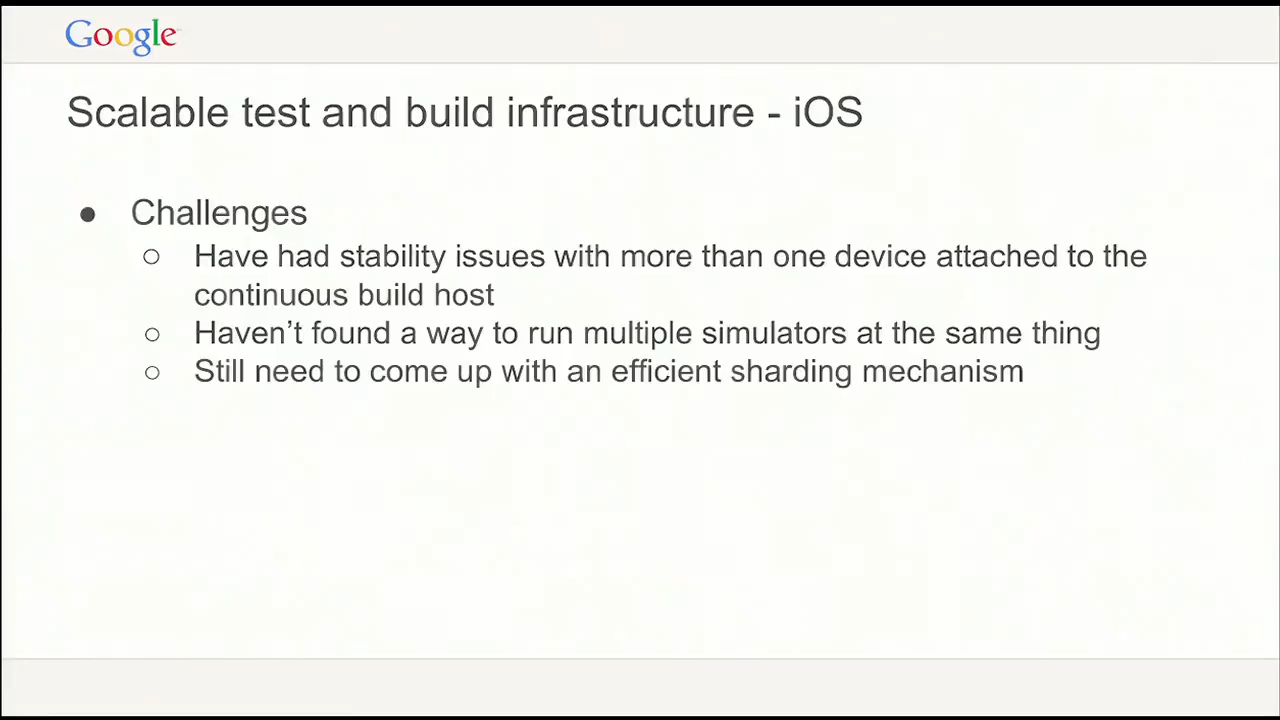 Google
Scalable test and build infrastructure - iOS
● Challenges
○ Have had stability issues with more than one device attached to the
continuous build host
○ Haven’t found a way to run multiple simulators at the same thing
○ Still need to come up with an efficient sharding mechanism